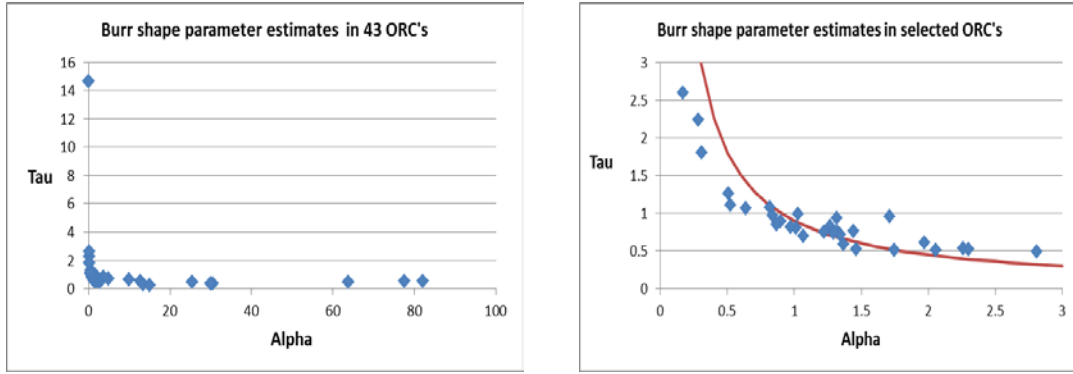 Burr shape parameter estimates in 43 ORC's
16
14
12
10
8
6
4
2
0
Tau
0 20 40 60 80 100
Alpha
Burr shape parameter estimates in selected ORC's
3
2.5
2
1.5
1
0.5
0
Tau
0 0.5 1 1.5 2 2.5 3
Alpha